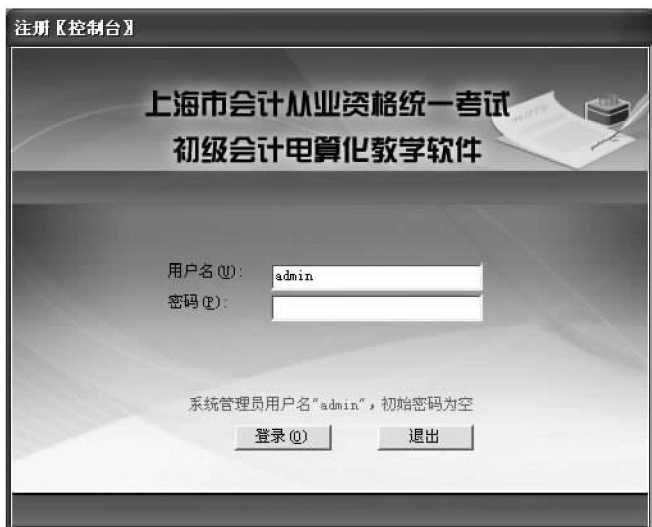 注册【控制台】
上海市会计从业资格统一考试
初级会计电算化教学软件
用户名(U):
admin
密码(P):
系统管理员用户名"admin"，初始密码为空
登录(O) 退出